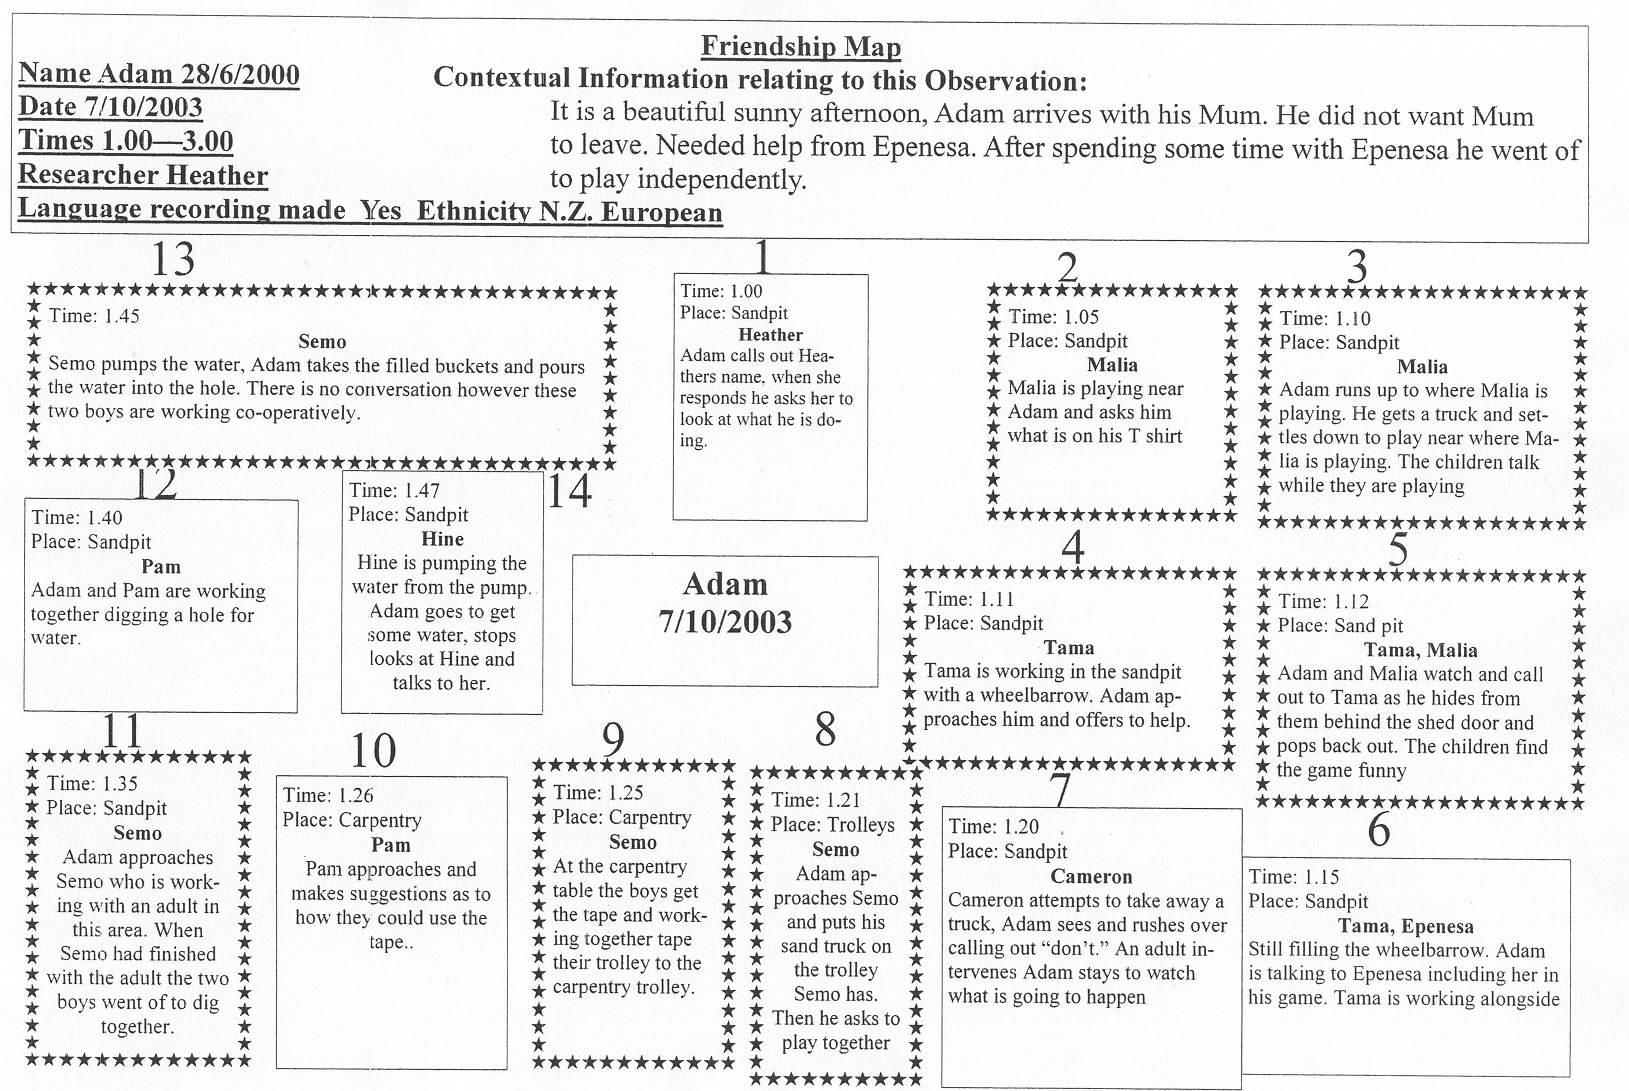 Friendship Map
Name Adam 28/6/2000
Date 7/10/2003
Times 1.00—3.00
Researcher Heather
Language recording made  Yes  Ethnicity N.Z. European
Contextual Information relating to this Observation:
It is a beautiful sunny afternoon, Adam arrives with his Mum. He did not want Mum
to leave. Needed help from Epenesa. After spending some time with Epenesa he went of
to play independently.
1
Time: 1.00
Place: Sandpit
Heather
Adam calls out Hea-
thers name, when she
responds he asks her to
look at what he is do-
ing.
2
Time: 1.05
Place: Sandpit
Malia
Malia is playing near
Adam and asks him
what is on his T shirt
3
Time: 1.10
Place: Sandpit
Malia
Adam runs up to where Malia is
playing. He gets a truck and set-
tles down to play near where Ma-
lia is playing. The children talk
while they are playing
4
Time: 1.11
Place: Sandpit
Tama
Tama is working in the sandpit
with a wheelbarrow. Adam ap-
proaches him and offers to help.
5
Time: 1.12
Place: Sand pit
Tama, Malia
Adam and Malia watch and call
out to Tama as he hides from
them behind the shed door and
pops back out. The children find
the game funny
6
Time: 1.15
Place: Sandpit
Tama, Epenesa
Still filling the wheelbarrow. Adam
is talking to Epenesa including her in
his game. Tama is working alongside
7
Time: 1.20
Place: Sandpit
Cameron
Cameron attempts to take away a
truck, Adam sees and rushes over
calling out “don’t.” An adult in-
tervenes Adam stays to watch
what is going to happen
8
Time: 1.21
Place: Trolleys
Semo
Adam ap-
proaches Semo
and puts his
sand truck on
the trolley
Semo has.
Then he asks to
play together
9
Time: 1.25
Place: Carpentry
Semo
At the carpentry
table the boys get
the tape and work-
ing together tape
their trolley to the
carpentry trolley.
10
Time: 1.26
Place: Carpentry
Pam
Pam approaches and
makes suggestions as to
how they could use the
tape..
11
Time: 1.35
Place: Sandpit
Semo
Adam approaches
Semo who is work-
ing with an adult in
this area. When
Semo had finished
with the adult the two
boys went of to dig
together.
12
Time: 1.40
Place: Sandpit
Pam
Adam and Pam are working
together digging a hole for
water.
13
Time: 1.45
Semo
Semo pumps the water, Adam takes the filled buckets and pours
the water into the hole. There is no conversation however these
two boys are working co-operatively.
14
Time: 1.47
Place: Sandpit
Hine
Hine is pumping the
water from the pump.
Adam goes to get
some water, stops
looks at Hine and
talks to her.
Adam
7/10/2003